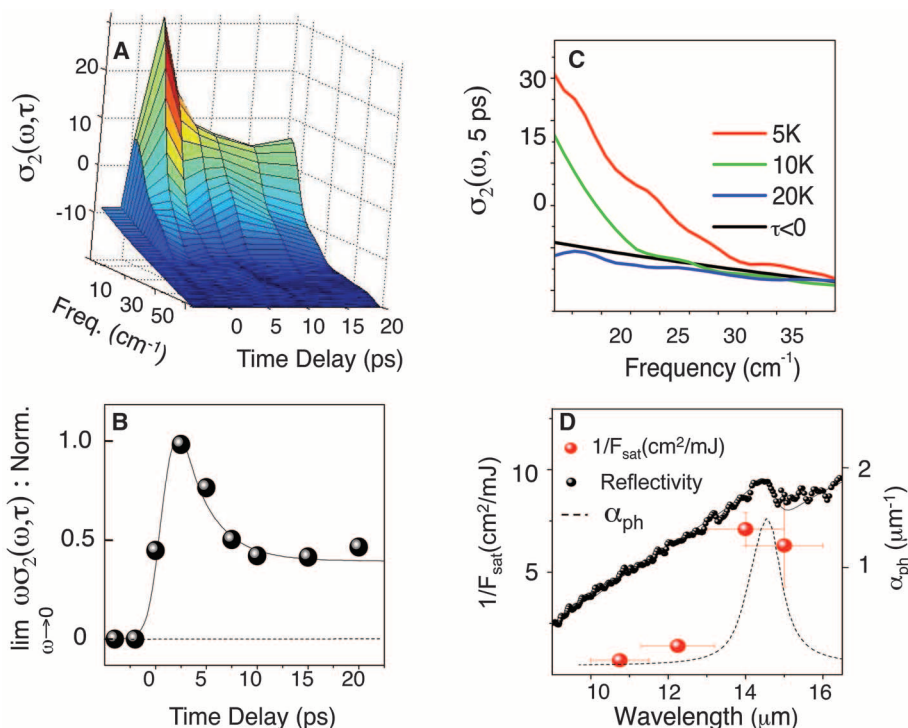 A
σ₂(ω,τ)
20
10
0
-10
10
30
50
Freq. (cm⁻¹)
0 5 10 15 20
Time Delay (ps)
C
σ₂(ω, 5 ps)
30
15
0
5K
10K
20K
τ<0
20 25 30 35
Frequency (cm⁻¹)
B
lim ωσ₂(ω,τ) : Norm.
ω→0
1.0
0.5
0
0 5 10 15 20
Time Delay (ps)
D
1/Fsat(cm²/mJ)
10
5
1/Fsat(cm²/mJ)
Reflectivity
αph
2
1
0
αph (μm⁻¹)
10 12 14 16
Wavelength (μm)